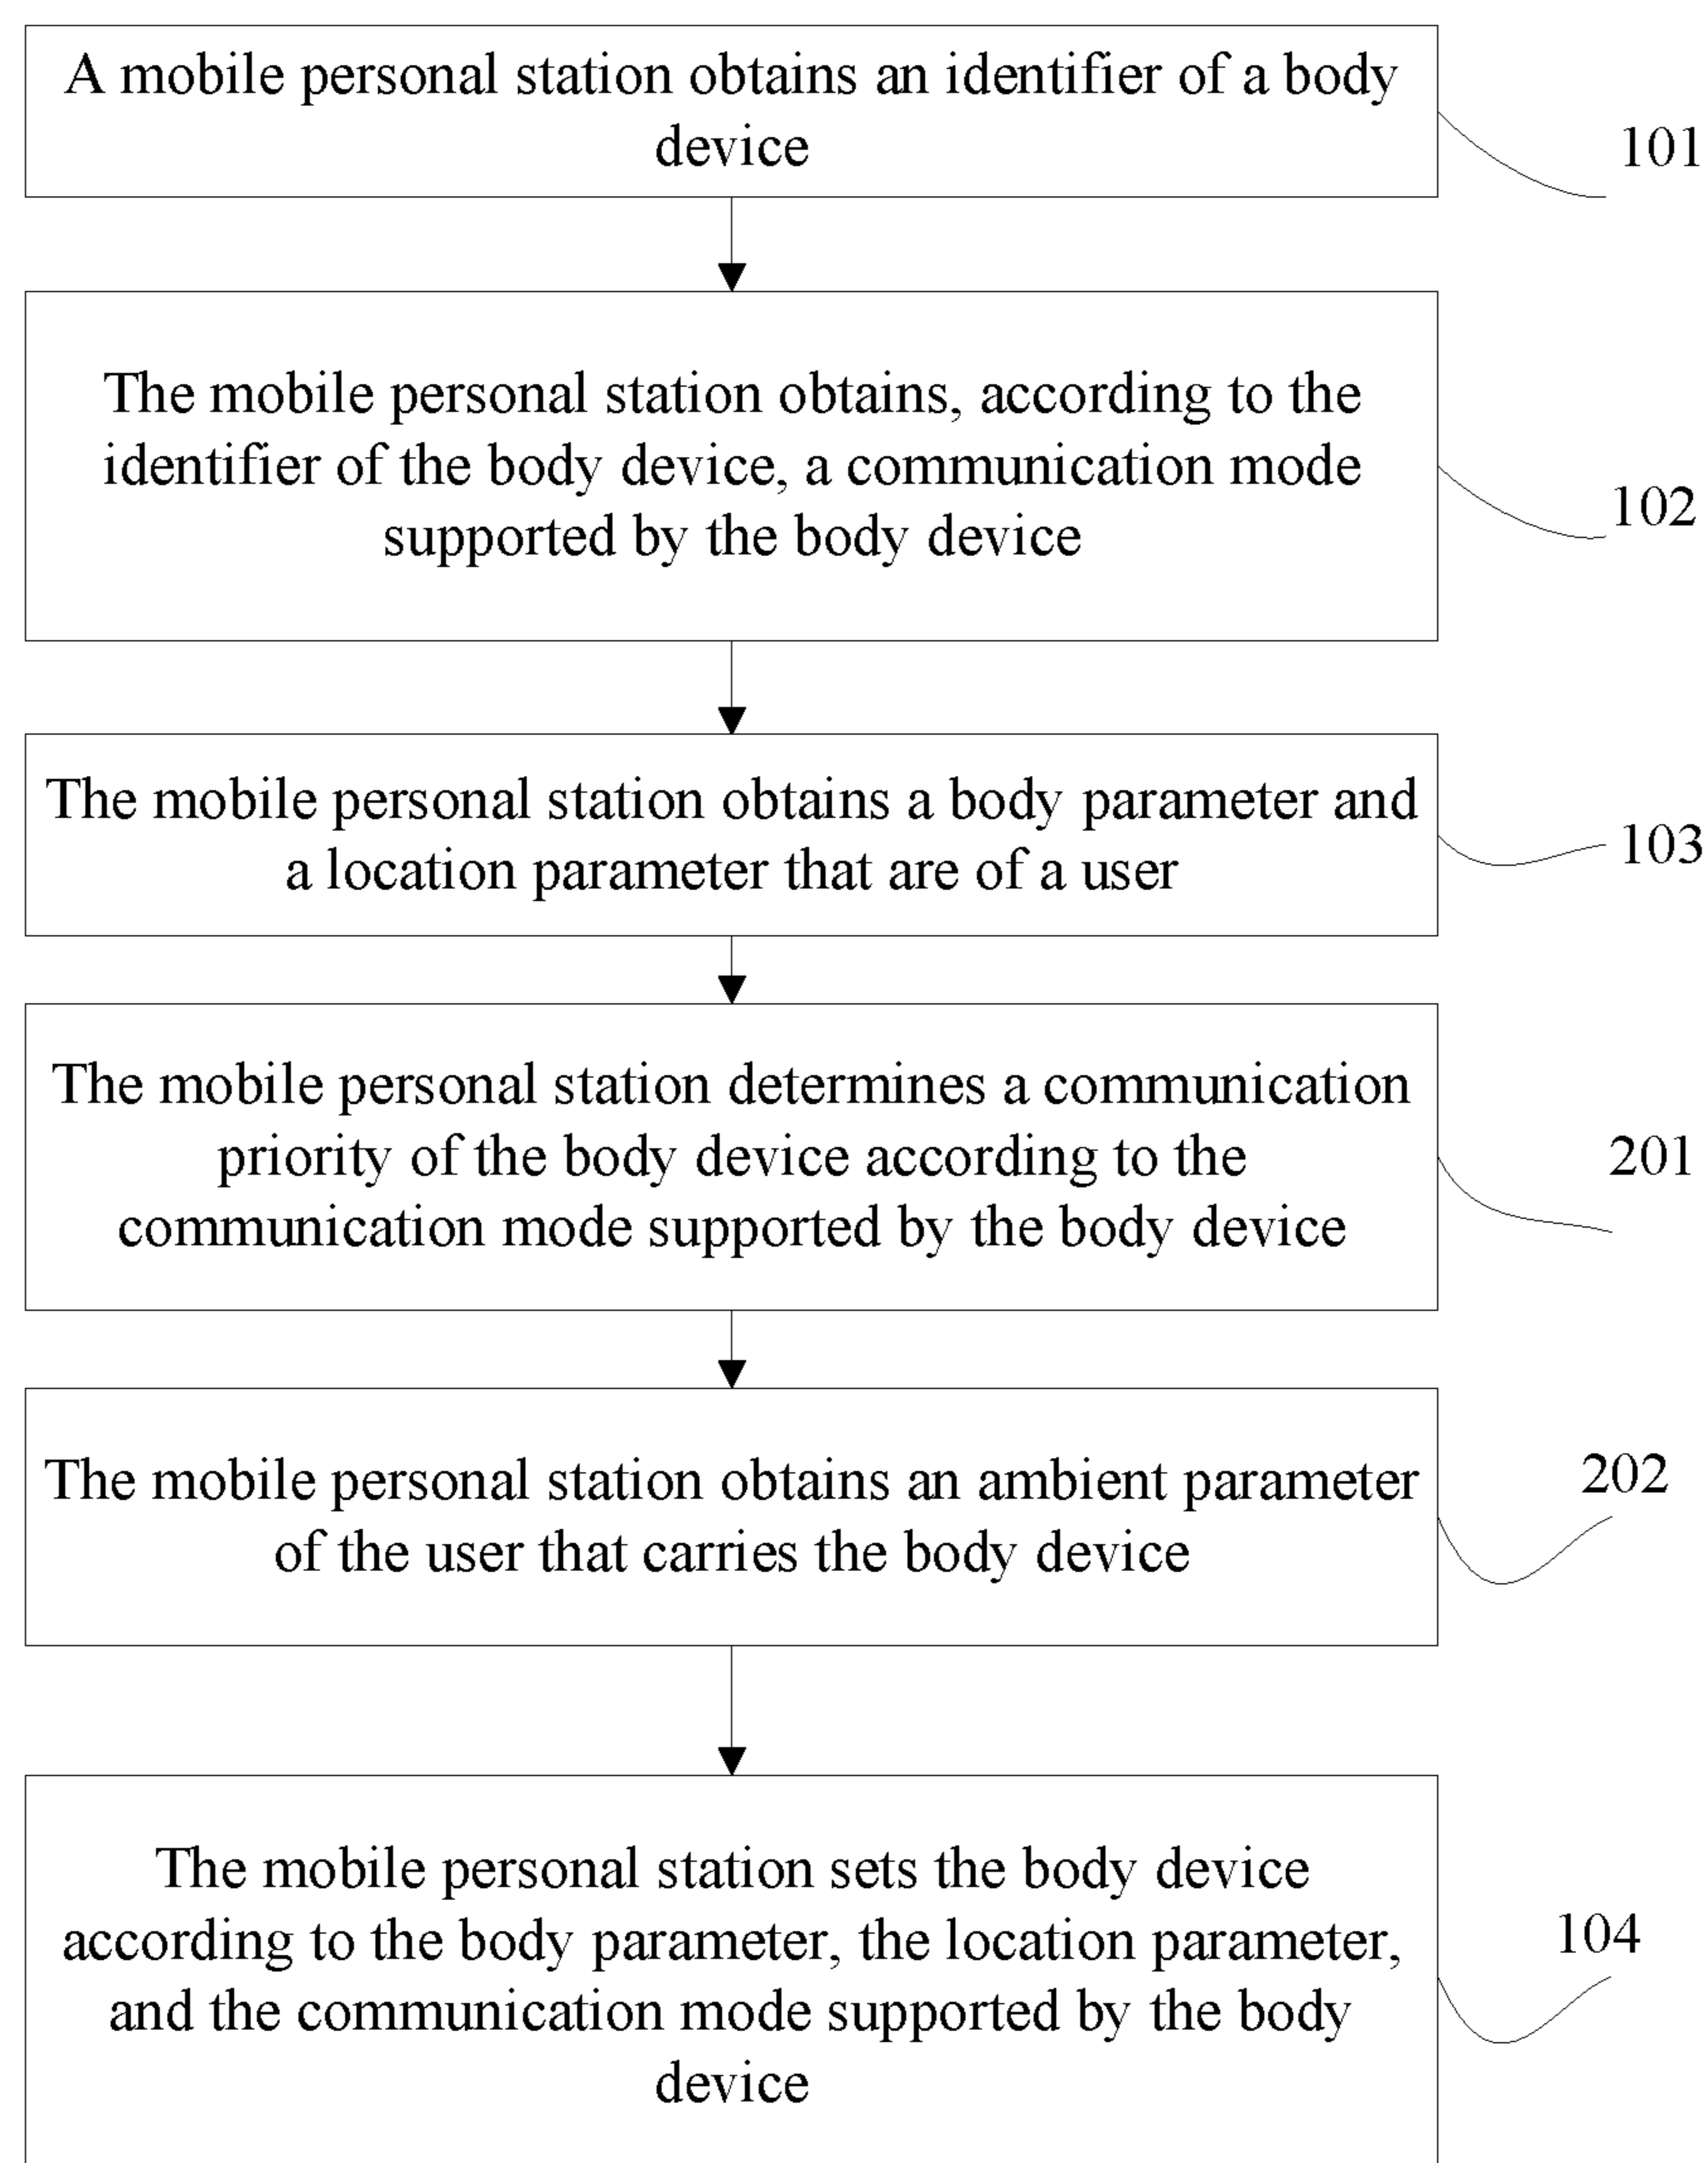 A mobile personal station obtains an identifier of a body
device
101
The mobile personal station obtains, according to the
identifier of the body device, a communication mode
supported by the body device
102
The mobile personal station obtains a body parameter and
a location parameter that are of a user
103
The mobile personal station determines a communication
priority of the body device according to the
communication mode supported by the body device
201
The mobile personal station obtains an ambient parameter
of the user that carries the body device
202
The mobile personal station sets the body device
according to the body parameter, the location parameter,
and the communication mode supported by the body
device
104